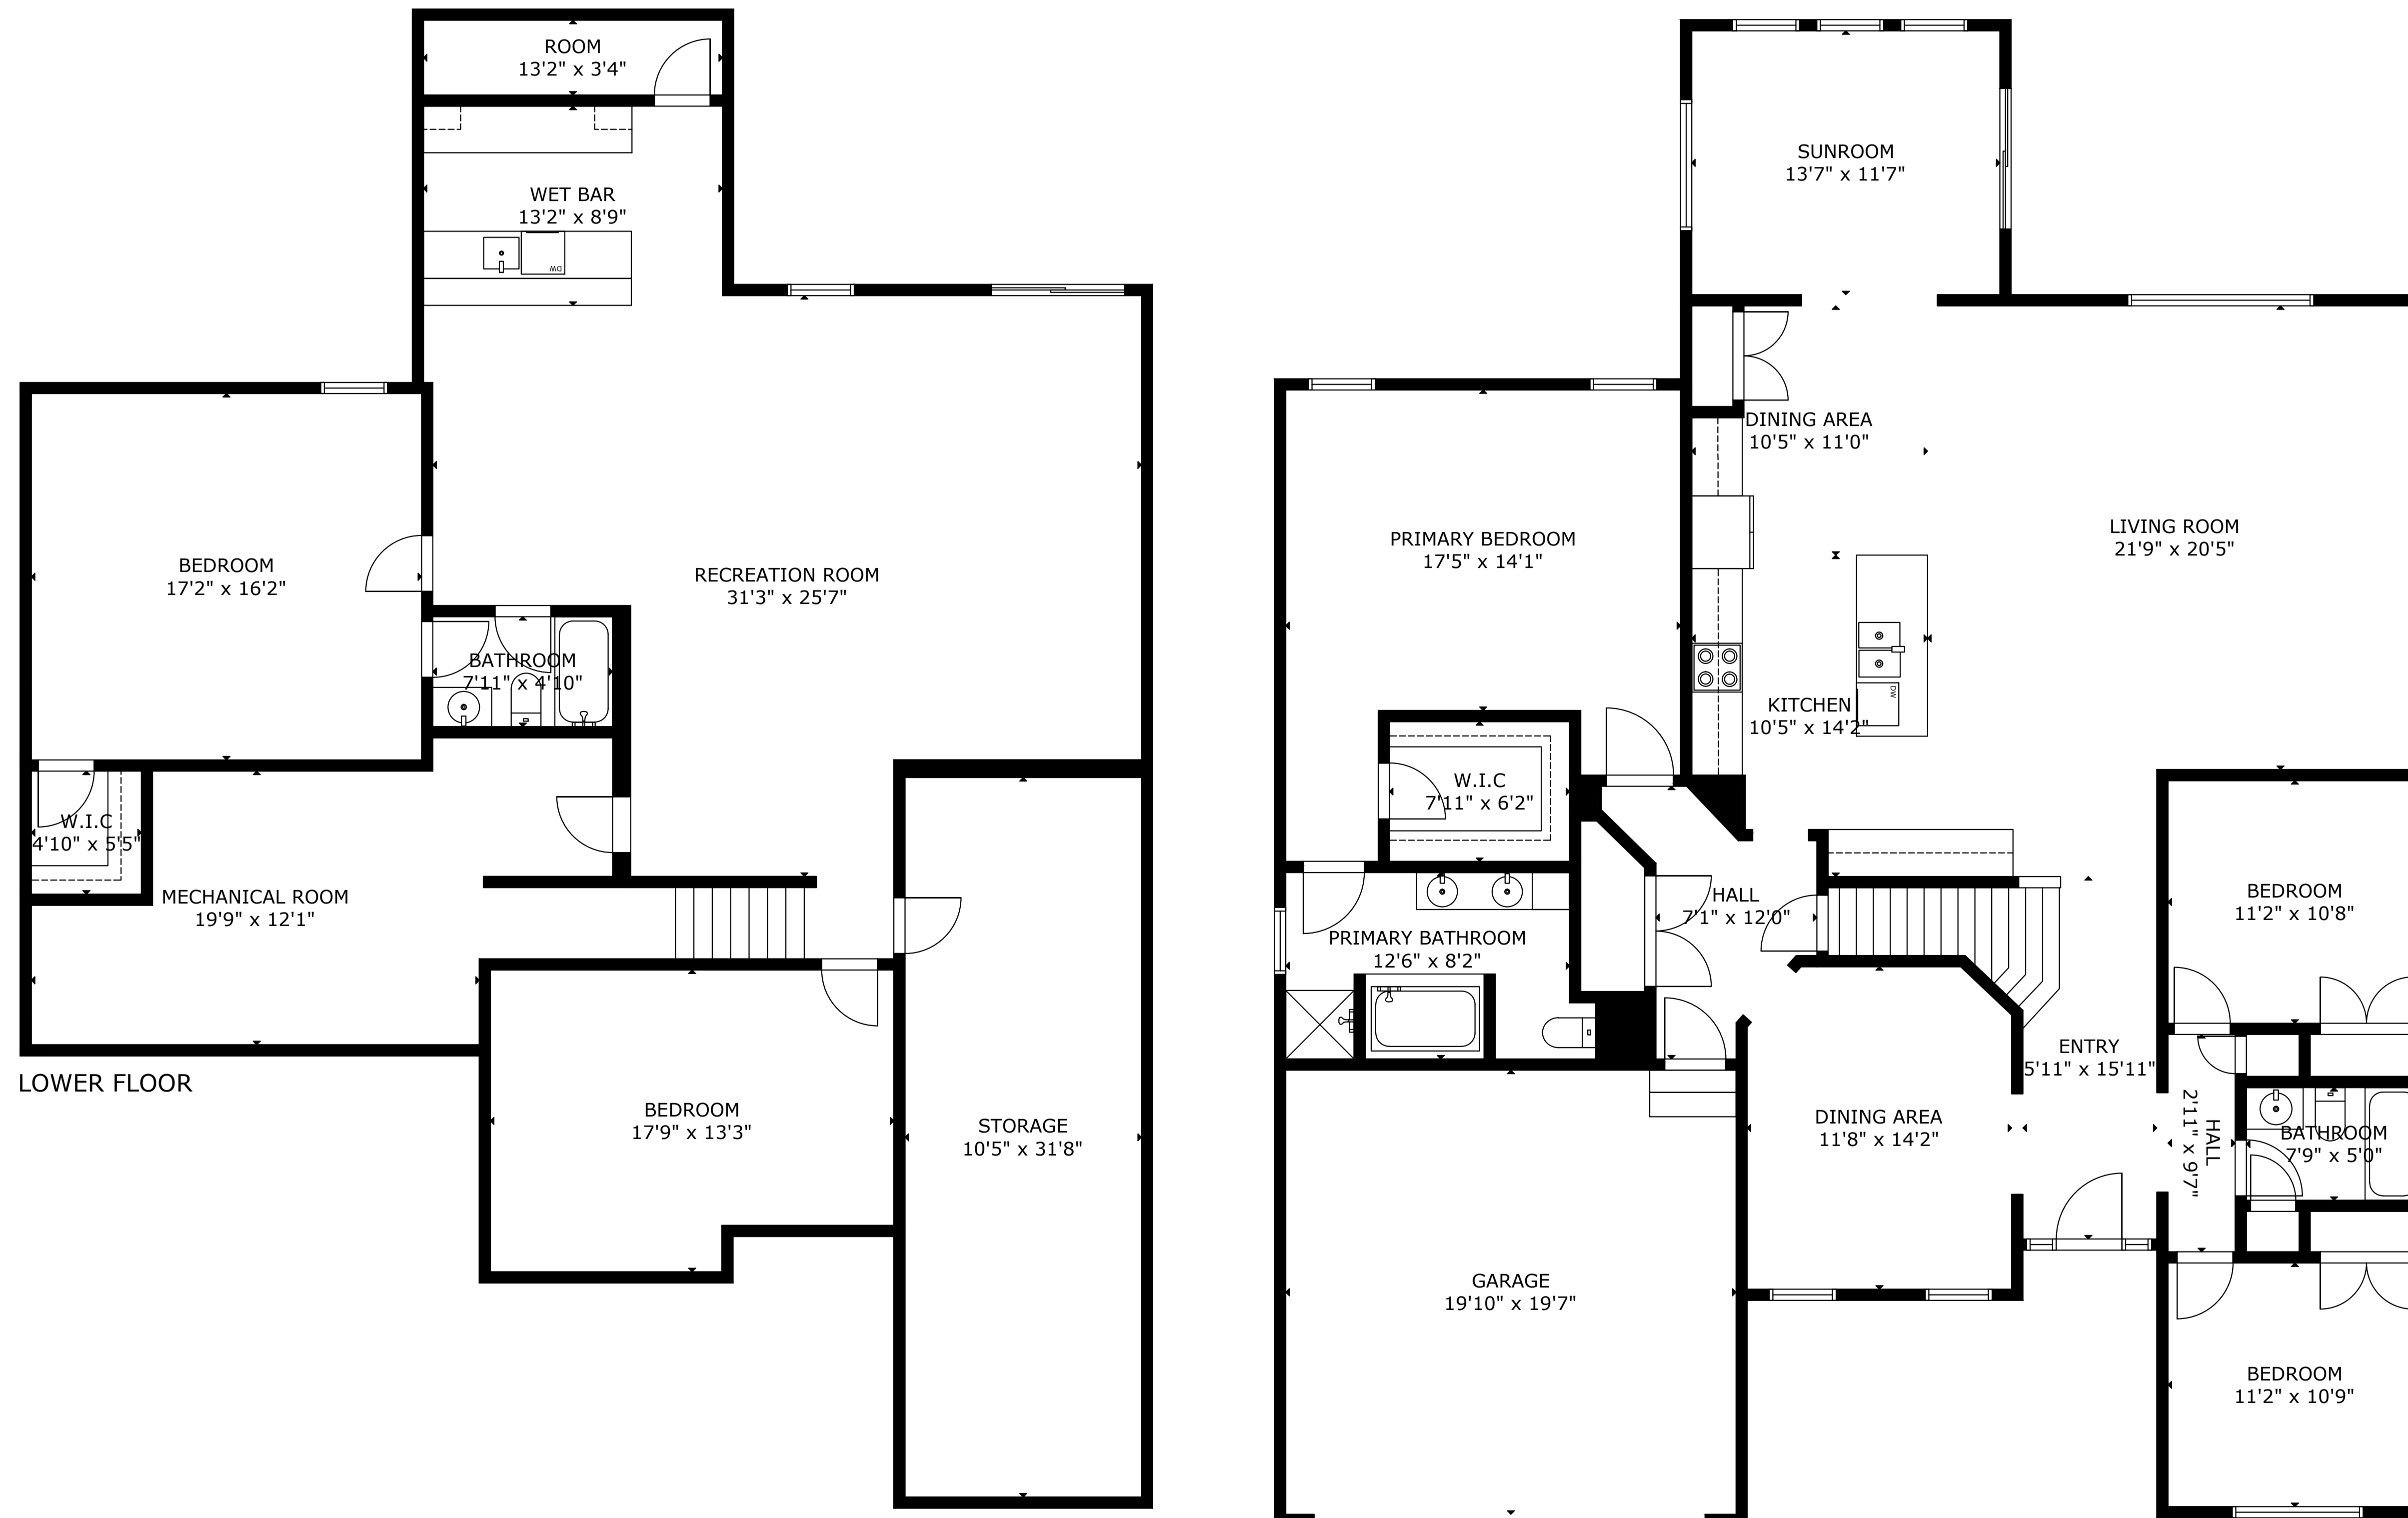 ROOM
13'2" x 3'4"
WET BAR
13'2" x 8'9"
DW
BEDROOM
17'2" x 16'2"
RECREATION ROOM
31'3" x 25'7"
BATHROOM
7'11" x 4'10"
W.I.C
4'10" x 5'5"
MECHANICAL ROOM
19'9" x 12'1"
LOWER FLOOR
BEDROOM
17'9" x 13'3"
STORAGE
10'5" x 31'8"
SUNROOM
13'7" x 11'7"
DINING AREA
10'5" x 11'0"
PRIMARY BEDROOM
17'5" x 14'1"
LIVING ROOM
21'9" x 20'5"
DW
KITCHEN
10'5" x 14'2"
W.I.C
7'11" x 6'2"
HALL
7'1" x 12'0"
BEDROOM
11'2" x 10'8"
PRIMARY BATHROOM
12'6" x 8'2"
ENTRY
5'11" x 15'11"
DINING AREA
11'8" x 14'2"
HALL
2'11" x 9'7"
BATHROOM
7'9" x 5'0"
GARAGE
19'10" x 19'7"
BEDROOM
11'2" x 10'9"